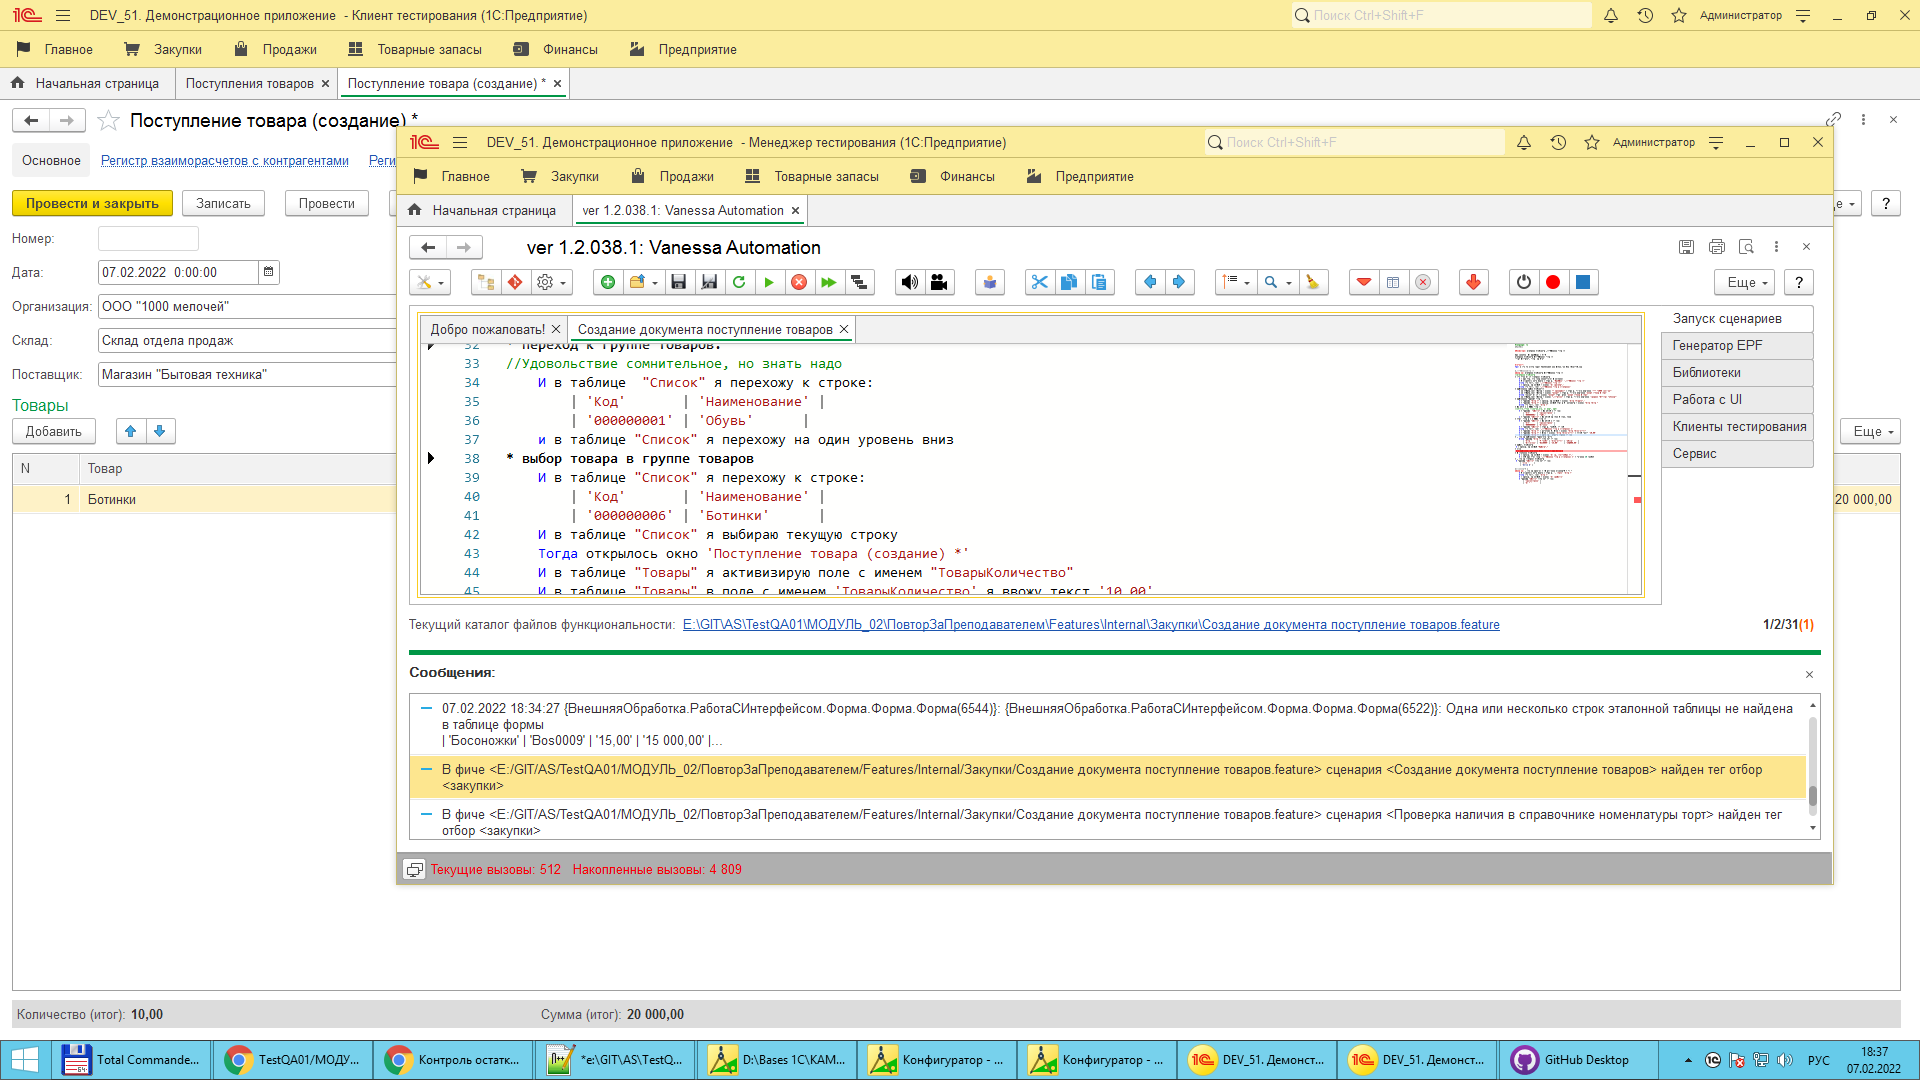 DEV_51. Демонстрационное приложение - Клиент тестирования (1С:Предприятие)
Поиск Ctrl+Shift+F
Администратор
Главное Закупки Продажи Товарные запасы Финансы Предприятие
Начальная страница Поступления товаров Поступление товара (создание) *
Поступление товара (создание) *
Основное Регистр взаиморасчетов с контрагентами Реги
Провести и закрыть Записать Провести
?
Номер:
Дата: 07.02.2022 0:00:00
Организация: ООО "1000 мелочей"
Склад: Склад отдела продаж
Поставщик: Магазин "Бытовая техника"
Товары
Добавить
Еще
N Товар
1 Ботинки
20 000,00
DEV_51. Демонстрационное приложение - Менеджер тестирования (1С:Предприятие)
Поиск Ctrl+Shift+F
Администратор
Главное Закупки Продажи Товарные запасы Финансы Предприятие
Начальная страница ver 1.2.038.1: Vanessa Automation
ver 1.2.038.1: Vanessa Automation
Еще ?
Добро пожаловать! Создание документа поступление товаров
32 * переход к группе товаров.
33 //Удовольствие сомнительное, но знать надо
34 И в таблице "Список" я перехожу к строке:
35 | 'Код' | 'Наименование' |
36 | '000000001' | 'Обувь' |
37 и в таблице "Список" я перехожу на один уровень вниз
38 * выбор товара в группе товаров
39 И в таблице "Список" я перехожу к строке:
40 | 'Код' | 'Наименование' |
41 | '000000006' | 'Ботинки' |
42 И в таблице "Список" я выбираю текущую строку
43 Тогда открылось окно 'Поступление товара (создание) *'
44 И в таблице "Товары" я активизирую поле с именем "ТоварыКоличество"
45 И в таблице "Товары" в поле с именем 'ТоварыКоличество' я ввожу текст '10,00'
Запуск сценариев
Генератор EPF
Библиотеки
Работа с UI
Клиенты тестирования
Сервис
Текущий каталог файлов функциональности: E:\GIT\AS\TestQA01\МОДУЛЬ_02\ПовторЗаПреподавателем\Features\Internal\Закупки\Создание документа поступление товаров.feature
1/2/31(1)
Сообщения:
07.02.2022 18:34:27 {ВнешняяОбработка.РаботаСИнтерфейсом.Форма.Форма.Форма(6544)}: {ВнешняяОбработка.РаботаСИнтерфейсом.Форма.Форма.Форма(6522)}: Одна или несколько строк эталонной таблицы не найдена
в таблице формы
| 'Босоножки' | 'Bos0009' | '15,00' | '15 000,00' |...
В фиче <E:/GIT/AS/TestQA01/МОДУЛЬ_02/ПовторЗаПреподавателем/Features/Internal/Закупки/Создание документа поступление товаров.feature> сценария <Создание документа поступление товаров> найден тег отбор
<закупки>
В фиче <E:/GIT/AS/TestQA01/МОДУЛЬ_02/ПовторЗаПреподавателем/Features/Internal/Закупки/Создание документа поступление товаров.feature> сценария <Проверка наличия в справочнике номенлатуры торт> найден тег
отбор <закупки>
Текущие вызовы: 512 Накопленные вызовы: 4 809
Количество (итог): 10,00 Сумма (итог): 20 000,00
Total Commande... TestQA01/МОДУ... Контроль остатк... *e:\GIT\AS\TestQ... D:\Bases 1C\KAM... Конфигуратор - ... Конфигуратор - ... DEV_51. Демонст... DEV_51. Демонст... GitHub Desktop
РУС
18:37
07.02.2022